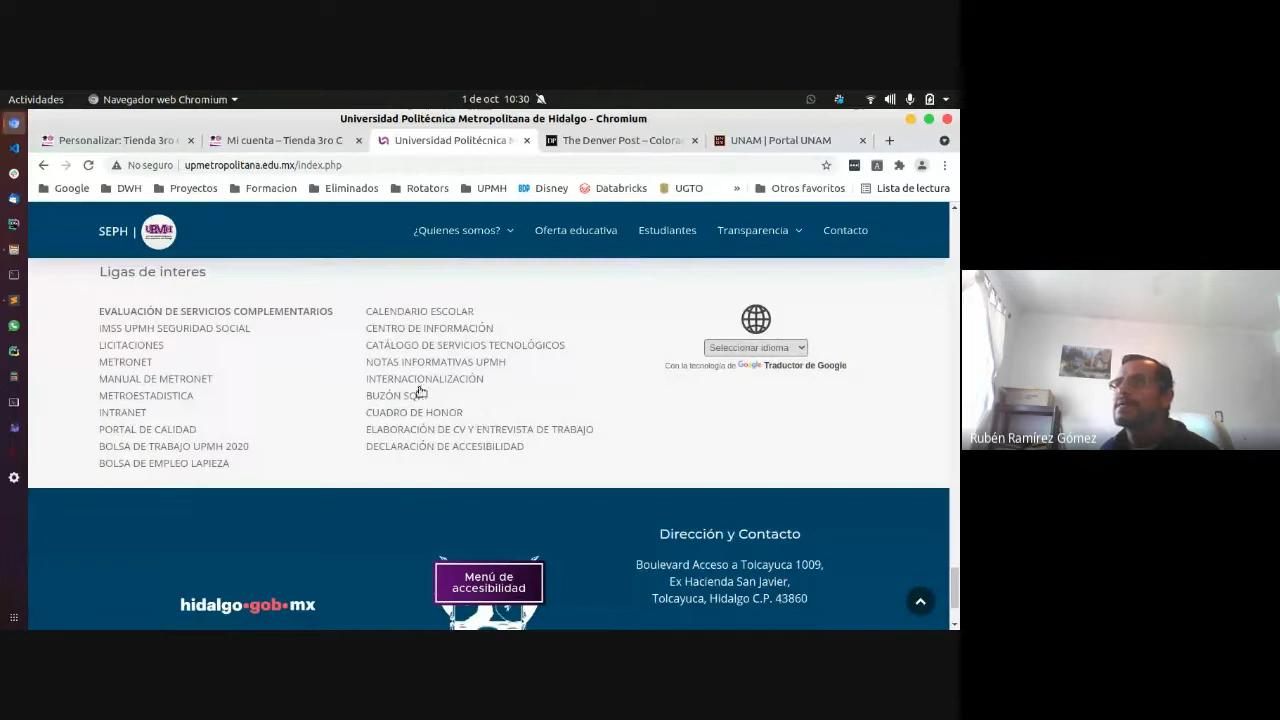 Actividades
Navegador web Chromium
1 de oct 10:30
Universidad Politécnica Metropolitana de Hidalgo - Chromium
Personalizar: Tienda 3ro
Mi cuenta – Tienda 3ro C
Universidad Politécnica
The Denver Post – Colora
UNAM | Portal UNAM
No seguro
upmetropolitana.edu.mx/index.php
Google
DWH
Proyectos
Formacion
Eliminados
Rotators
UPMH
Disney
Databricks
UGTO
»
Otros favoritos
Lista de lectura
SEPH |
UPMH
¿Quienes somos?
Oferta educativa
Estudiantes
Transparencia
Contacto
Ligas de interes
EVALUACIÓN DE SERVICIOS COMPLEMENTARIOS
IMSS UPMH SEGURIDAD SOCIAL
LICITACIONES
METRONET
MANUAL DE METRONET
METROESTADISTICA
INTRANET
PORTAL DE CALIDAD
BOLSA DE TRABAJO UPMH 2020
BOLSA DE EMPLEO LAPIEZA
CALENDARIO ESCOLAR
CENTRO DE INFORMACIÓN
CATÁLOGO DE SERVICIOS TECNOLÓGICOS
NOTAS INFORMATIVAS UPMH
INTERNACIONALIZACIÓN
BUZÓN
CUADRO DE HONOR
ELABORACIÓN DE CV Y ENTREVISTA DE TRABAJO
DECLARACIÓN DE ACCESIBILIDAD
Seleccionar idioma
Con la tecnología de Google Traductor de Google
hidalgo·gob·mx
Menú de
accesibilidad
Dirección y Contacto
Boulevard Acceso a Tolcayuca 1009,
Ex Hacienda San Javier,
Tolcayuca, Hidalgo C.P. 43860
Rubén Ramírez Gómez